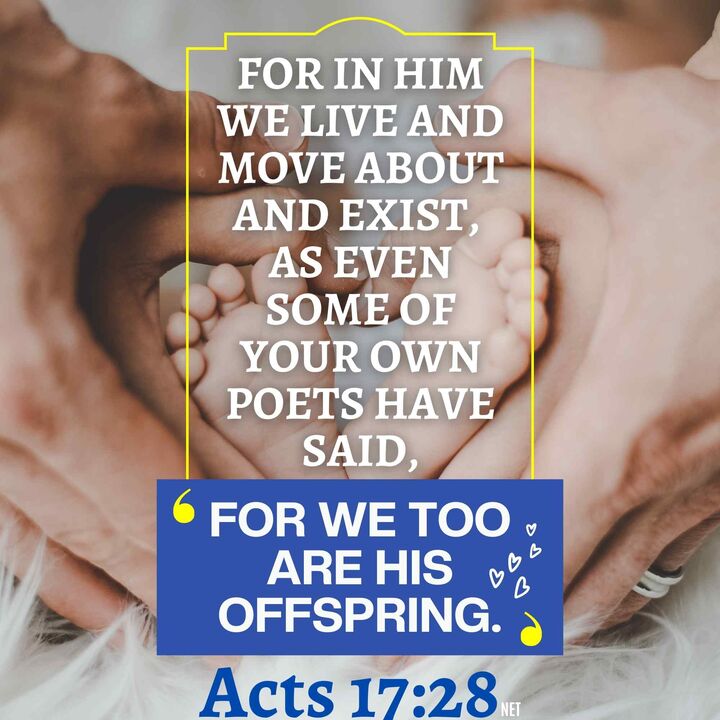 FOR IN HIM
WE LIVE AND
MOVE ABOUT
AND EXIST,
AS EVEN
SOME OF
YOUR OWN
POETS HAVE
SAID,
‘FOR WE TOO
ARE HIS
OFFSPRING.’
Acts 17:28 NET